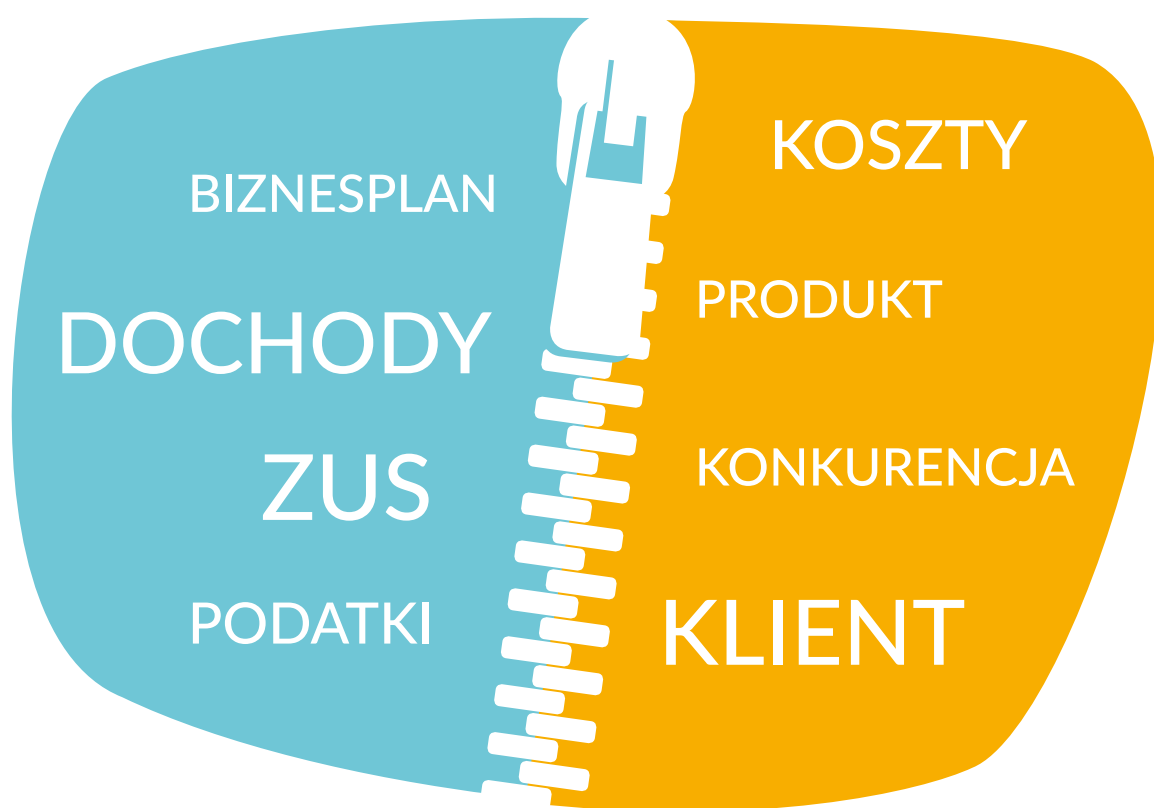 BIZNESPLAN
DOCHODY
ZUS
PODATKI
KOSZTY
PRODUKT
KONKURENCJA
KLIENT